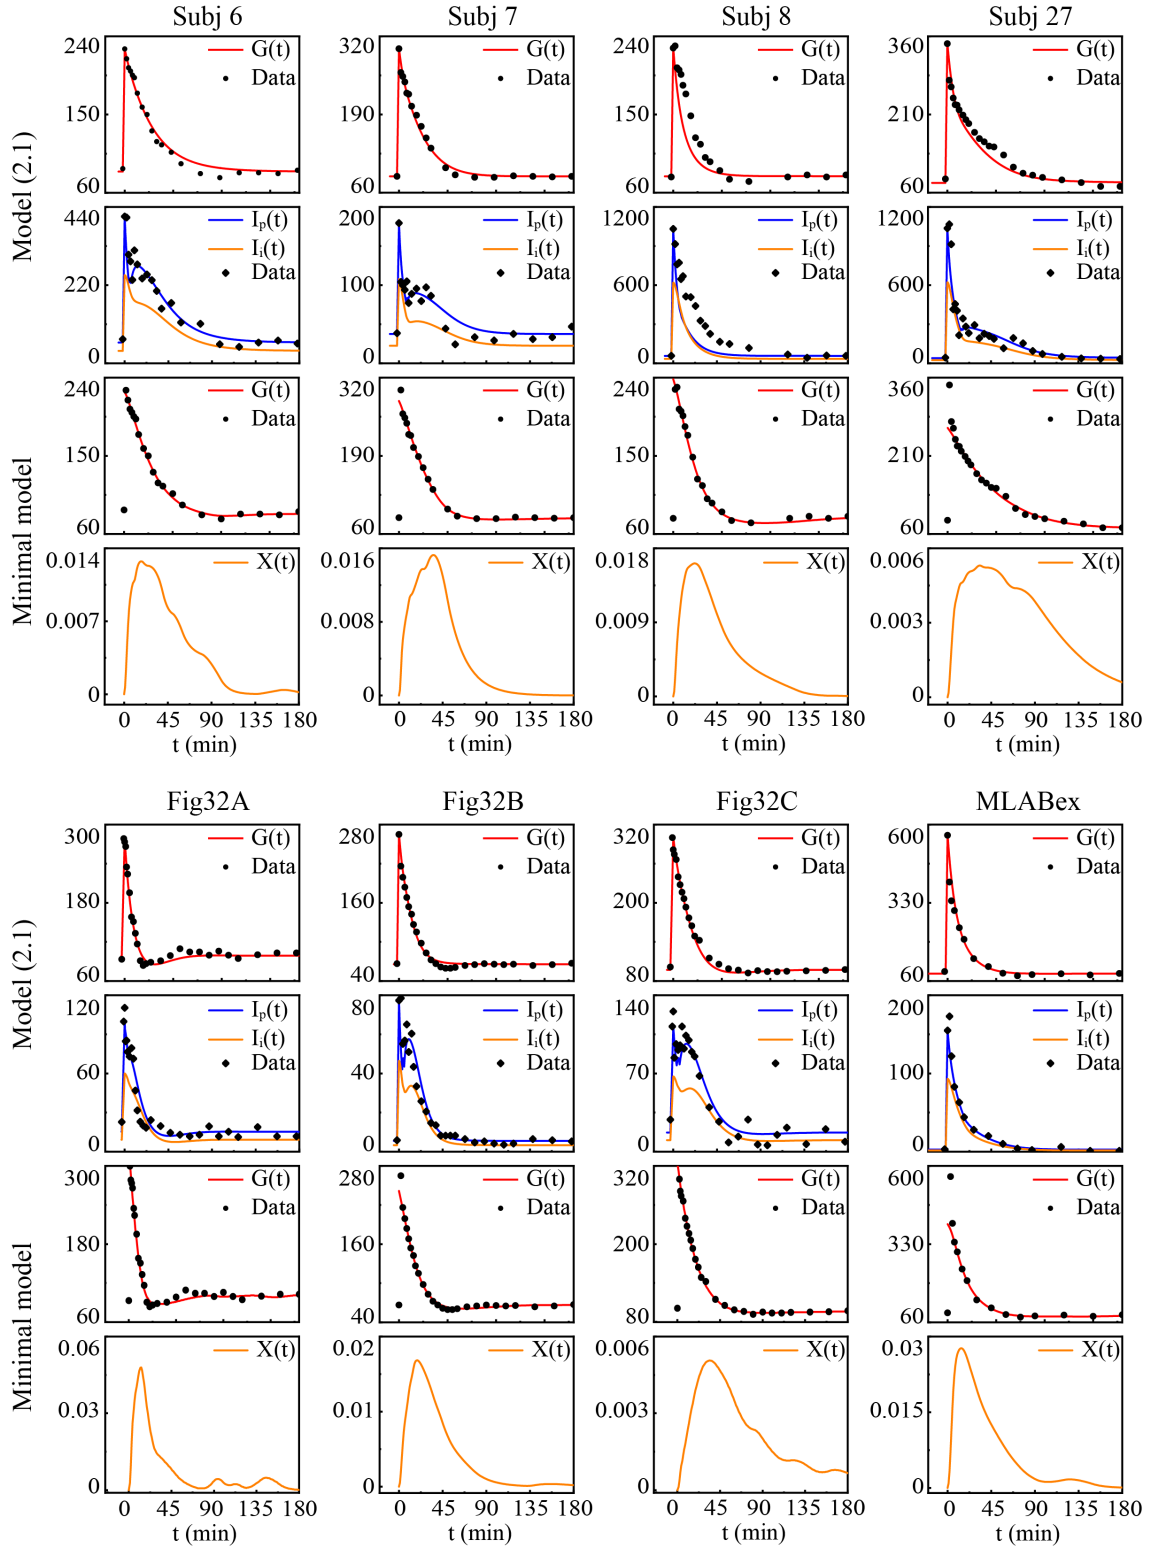 Subj 6 Subj 7 Subj 8 Subj 27
Model (2.1)
240 150 60 G(t) Data
320 190 60 G(t) Data
240 150 60 G(t) Data
360 210 60 G(t) Data
440 220 0 Ip(t) Ii(t) Data
200 100 0 Ip(t) Ii(t) Data
1200 600 0 Ip(t) Ii(t) Data
1200 600 0 Ip(t) Ii(t) Data
Minimal model
240 150 60 G(t) Data
320 190 60 G(t) Data
240 150 60 G(t) Data
360 210 60 G(t) Data
0.014 0.007 0 X(t)
0.016 0.008 0 X(t)
0.018 0.009 0 X(t)
0.006 0.003 0 X(t)
0 45 90 135 180 0 45 90 135 180 0 45 90 135 180 0 45 90 135 180
t (min) t (min) t (min) t (min)
Fig32A Fig32B Fig32C MLABex
Model (2.1)
300 180 60 G(t) Data
280 160 40 G(t) Data
320 200 80 G(t) Data
600 330 60 G(t) Data
120 60 0 Ip(t) Ii(t) Data
80 40 0 Ip(t) Ii(t) Data
140 70 0 Ip(t) Ii(t) Data
200 100 0 Ip(t) Ii(t) Data
Minimal model
300 180 60 G(t) Data
280 160 40 G(t) Data
320 200 80 G(t) Data
600 330 60 G(t) Data
0.06 0.03 0 X(t)
0.02 0.01 0 X(t)
0.006 0.003 0 X(t)
0.03 0.015 0 X(t)
0 45 90 135 180 0 45 90 135 180 0 45 90 135 180 0 45 90 135 180
t (min) t (min) t (min) t (min)